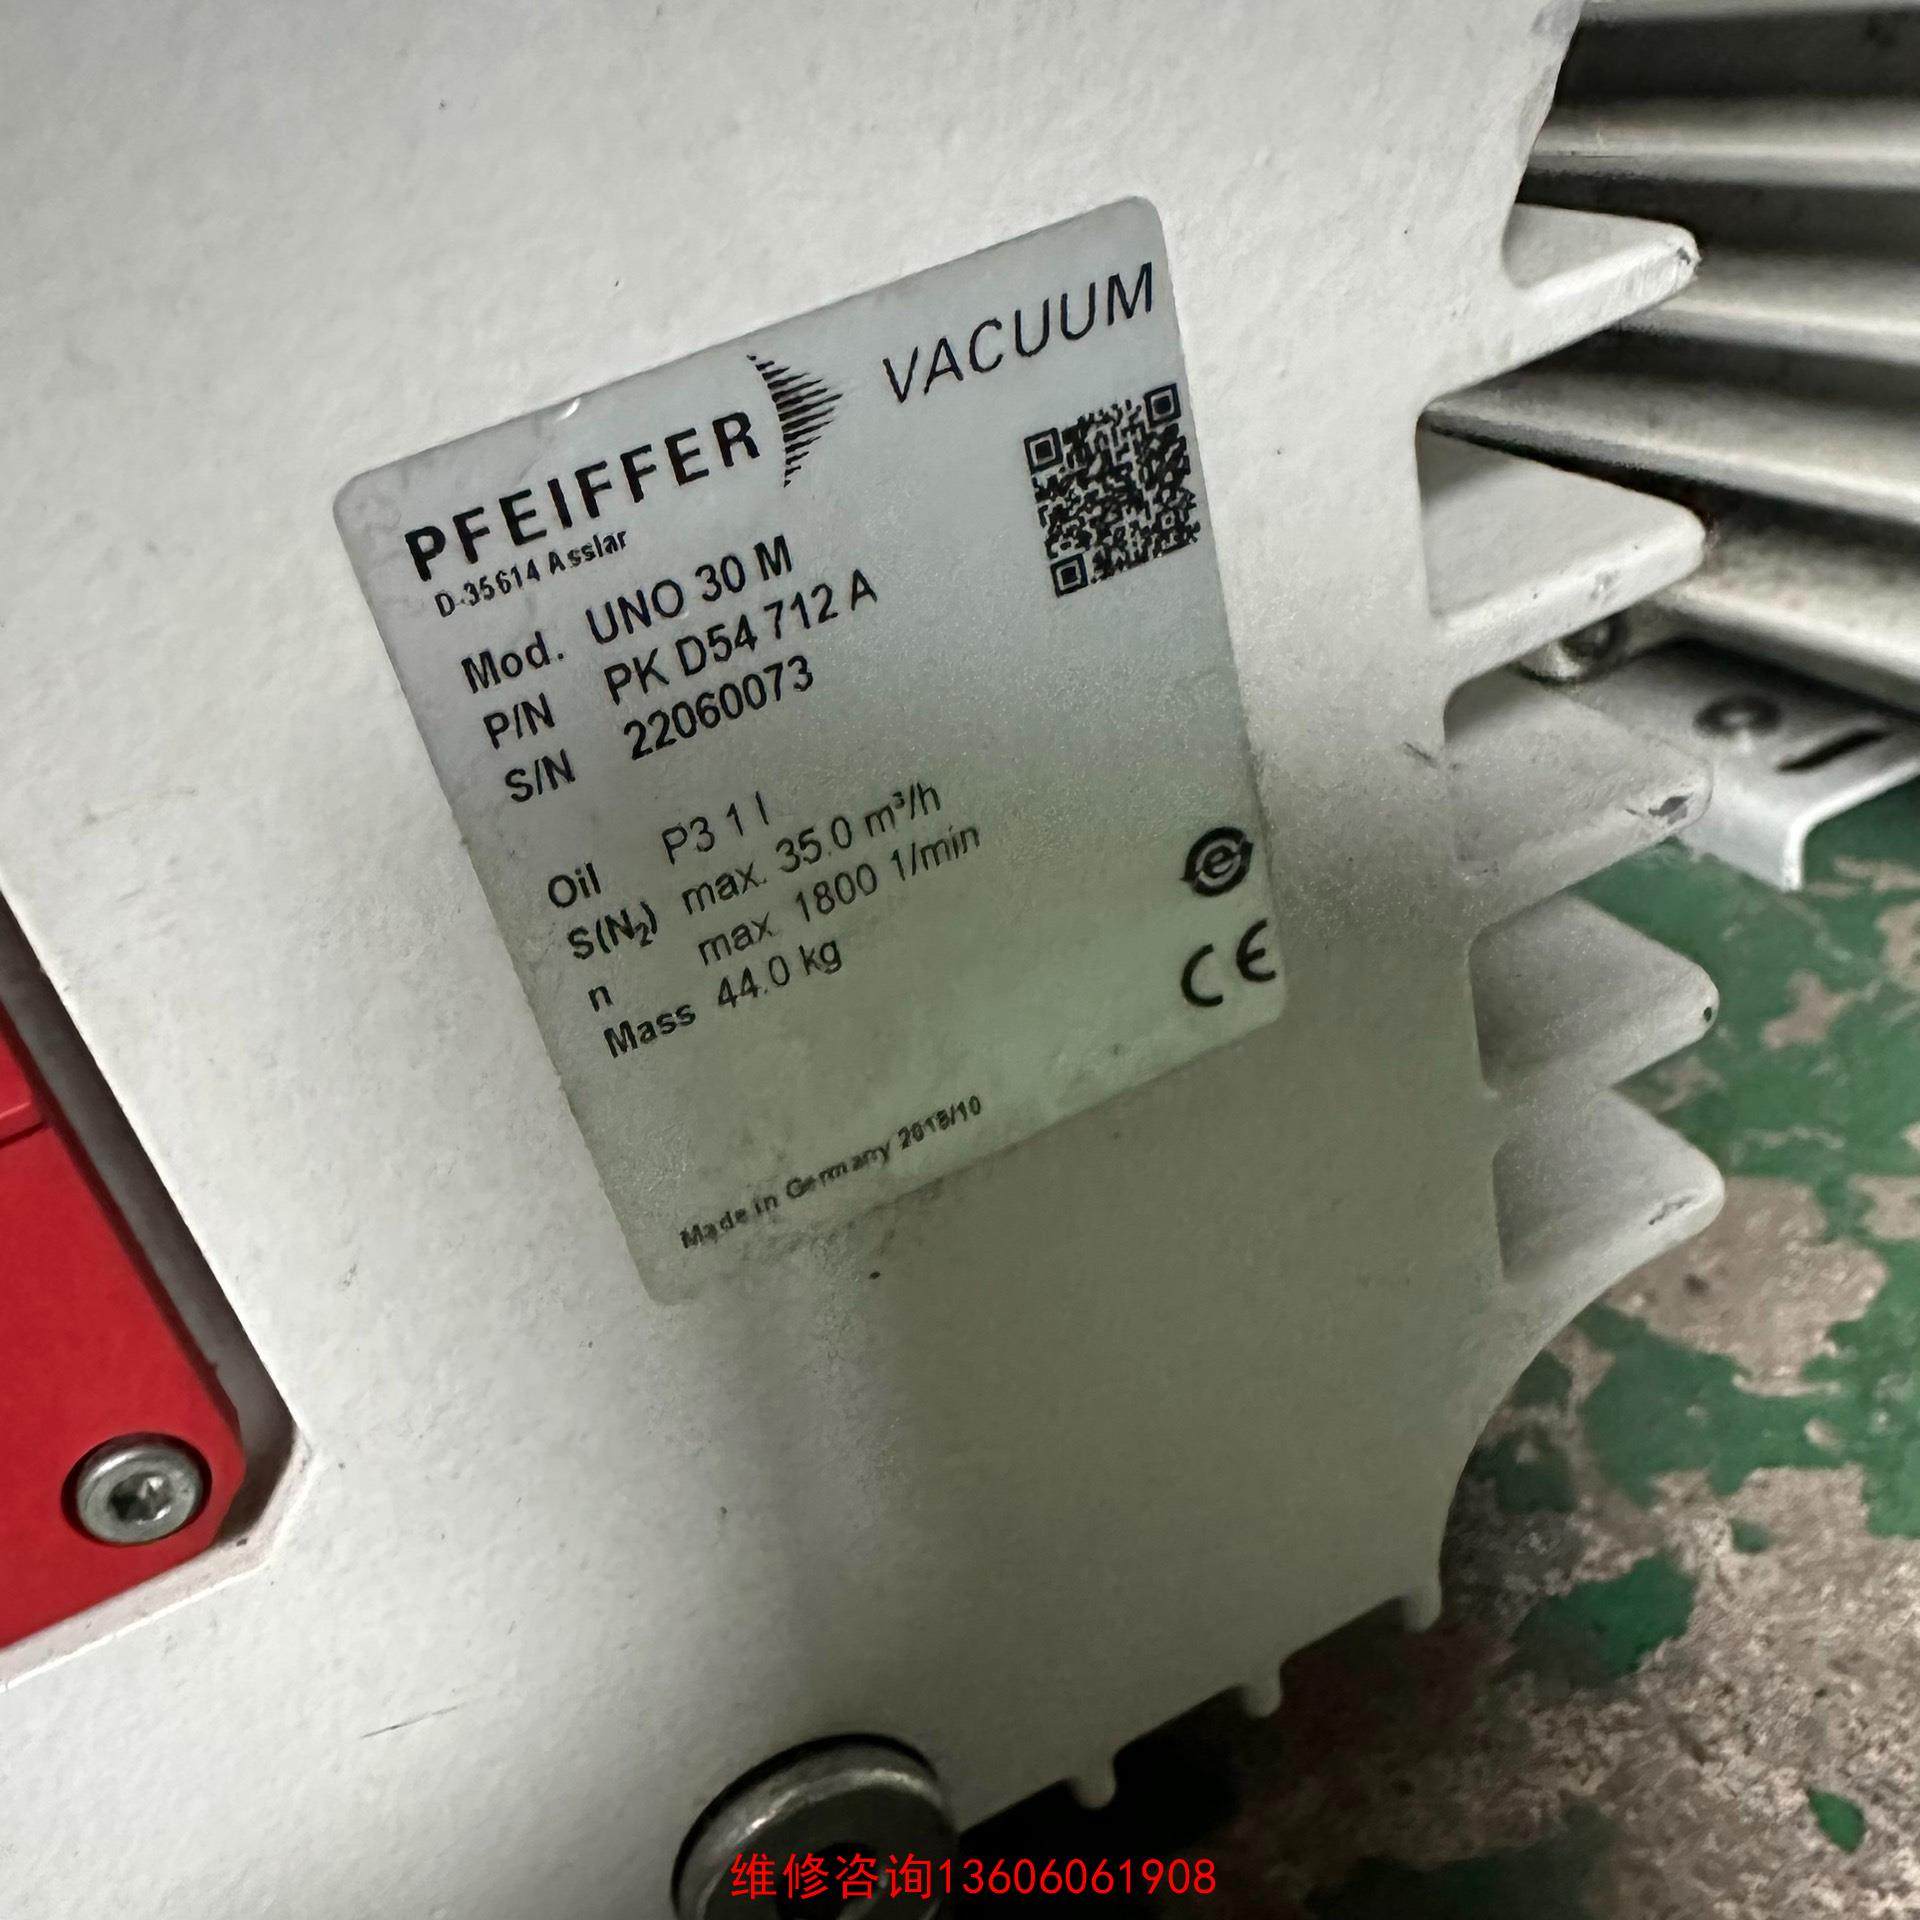 PFEIFFER VACUUM
D-35614 Asslar
Mod. UNO 30 M
P/N PK D54 712 A
S/N 22060073
Oil P3 1 l
S(N₂) max. 35.0 m³/h
n max. 1800 1/min
Mass 44.0 kg
e
CE
Made in Germany 2018/10
维修咨询13606061908